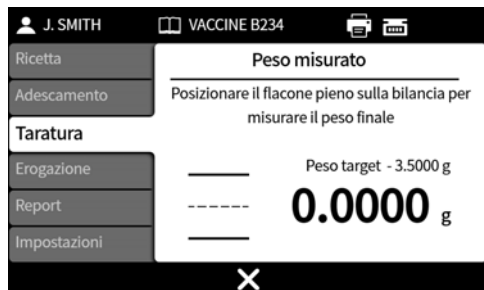 J. SMITH
VACCINE B234
Ricetta
Adescamento
Taratura
Erogazione
Report
Impostazioni
Peso misurato
Posizionare il flacone pieno sulla bilancia per
misurare il peso finale
Peso target - 3.5000 g
0.0000 g